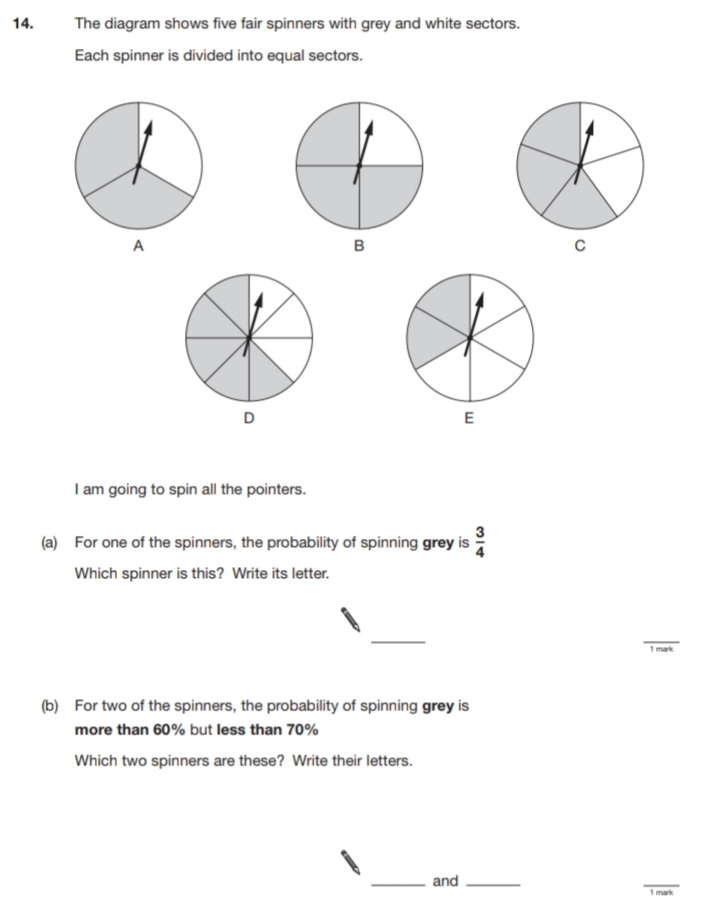 14. The diagram shows five fair spinners with grey and white sectors.
Each spinner is divided into equal sectors.
A B C
D E
I am going to spin all the pointers.
(a) For one of the spinners, the probability of spinning grey is 3/4
Which spinner is this? Write its letter.
1 mark
(b) For two of the spinners, the probability of spinning grey is
more than 60% but less than 70%
Which two spinners are these? Write their letters.
and
1 mark